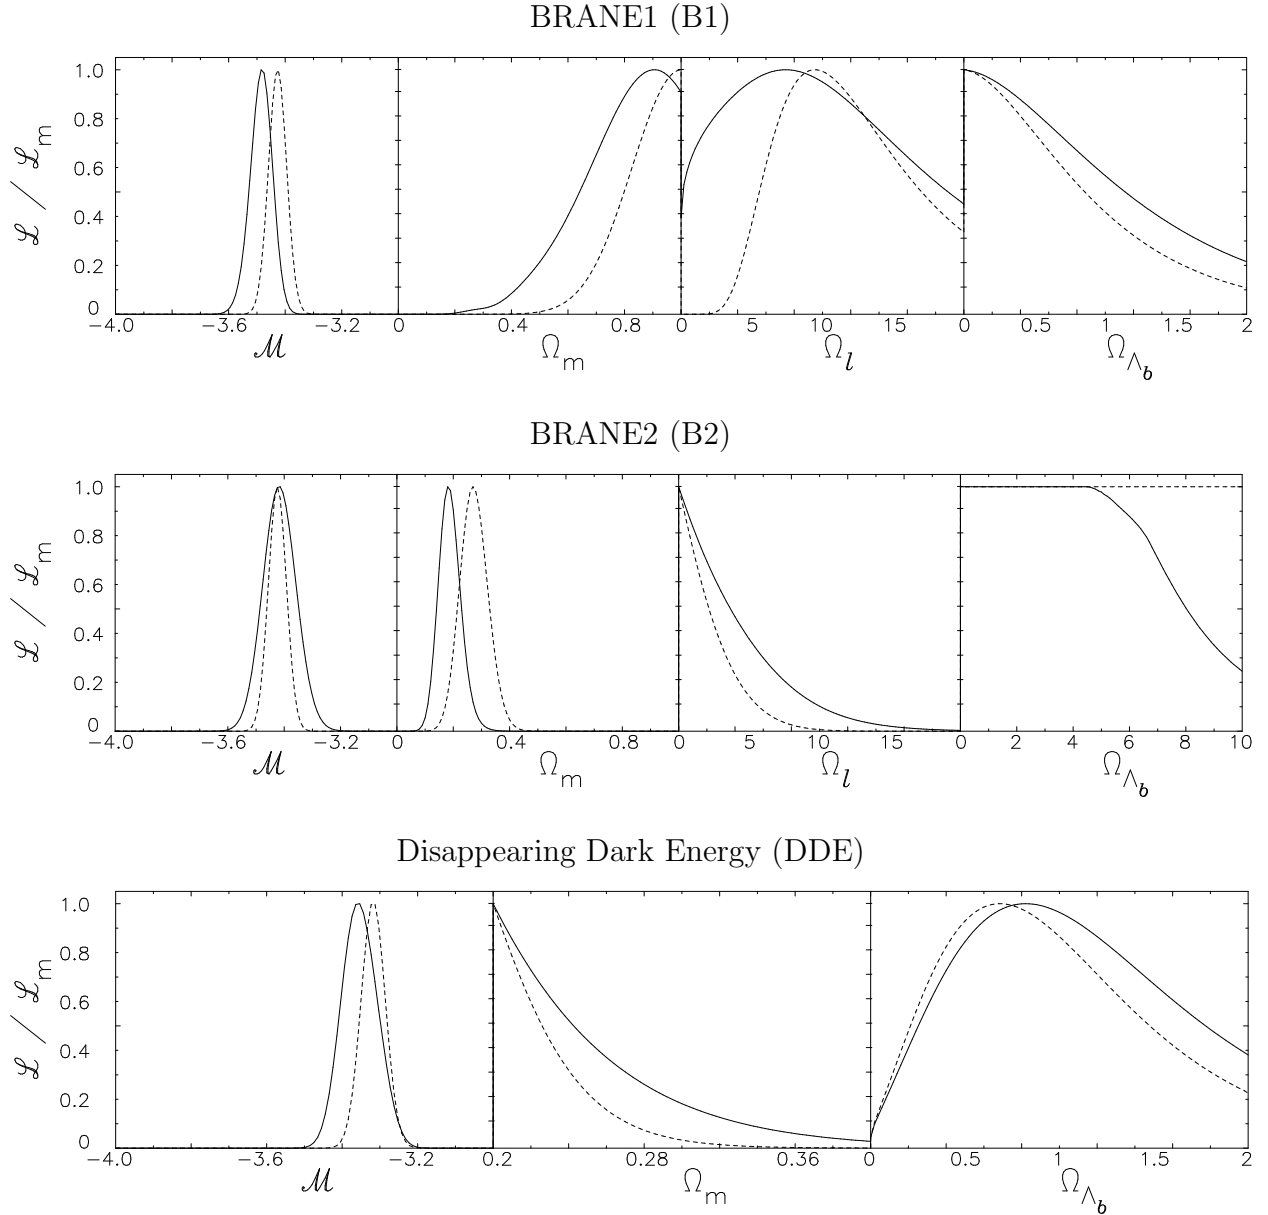 BRANE1 (B1)
ℒ / ℒm
1.0
0.8
0.6
0.4
0.2
0
−4.0 −3.6 −3.2 0 0.4 0.8 0 5 10 15 0 0.5 1 1.5 2
ℳ Ωm Ωl ΩΛb
BRANE2 (B2)
ℒ / ℒm
1.0
0.8
0.6
0.4
0.2
0
−4.0 −3.6 −3.2 0 0.4 0.8 0 5 10 15 0 2 4 6 8 10
ℳ Ωm Ωl ΩΛb
Disappearing Dark Energy (DDE)
ℒ / ℒm
1.0
0.8
0.6
0.4
0.2
0
−4.0 −3.6 −3.2 0.2 0.28 0.36 0 0.5 1 1.5 2
ℳ Ωm ΩΛb